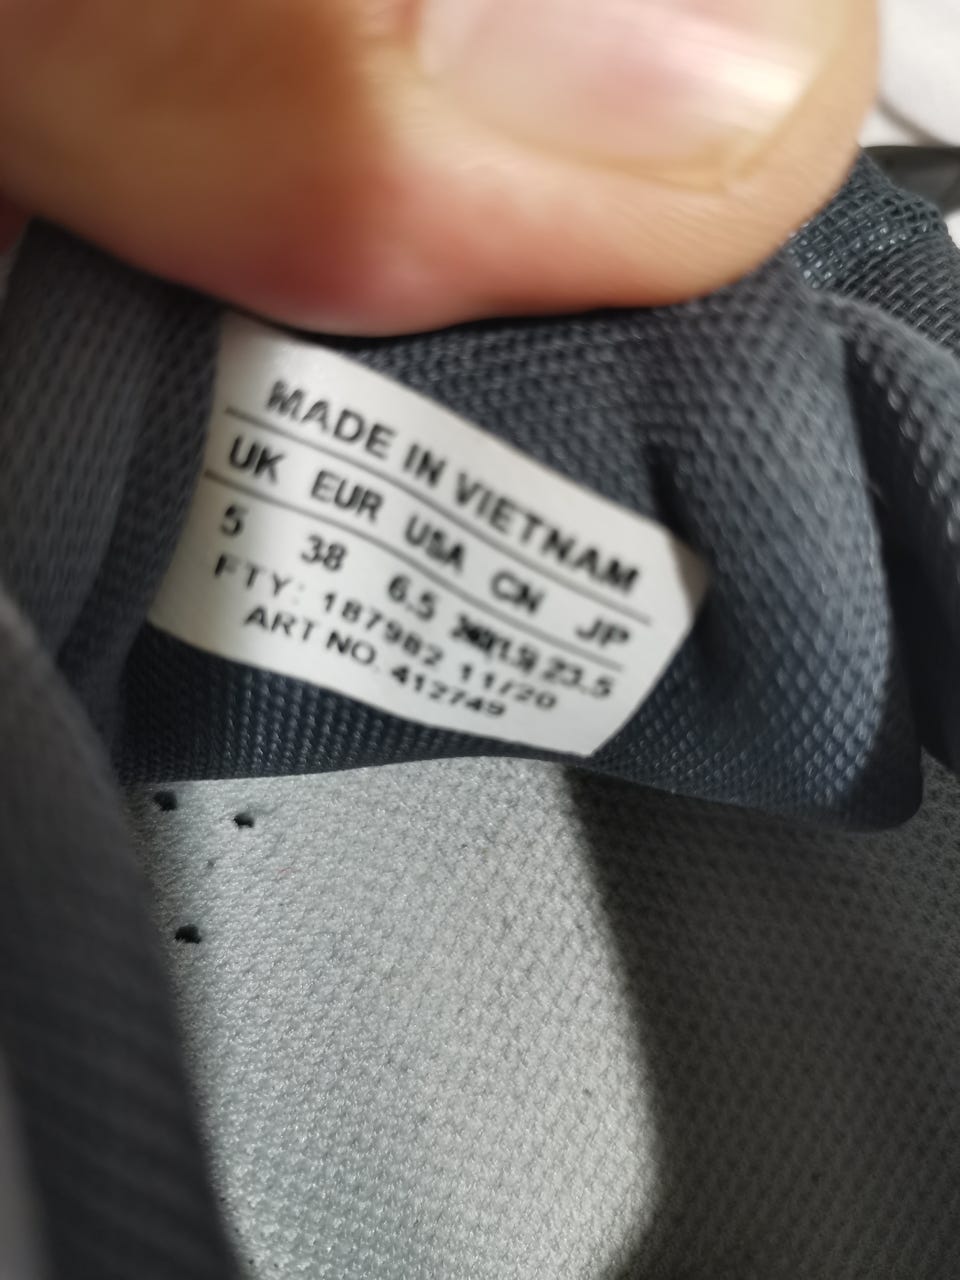 MADE IN VIETNAM
UK EUR USA CN JP
5 38 6.5 23.5
FTY: 187982 11/20
ART NO. 412749